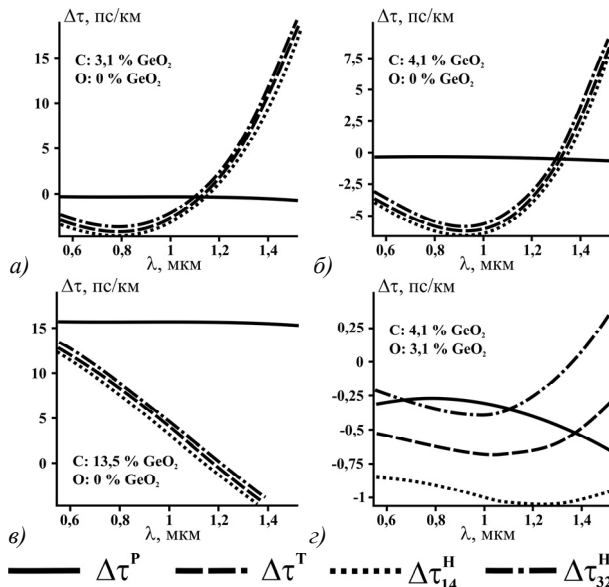 Δτ, пс/км
C: 3,1 % GeO₂
O: 0 % GeO₂
15
10
5
0
0,6 0,8 1 1,2 1,4
а) λ, мкм
Δτ, пс/км
C: 4,1 % GeO₂
O: 0 % GeO₂
7,5
5
2,5
0
-2,5
-5
0,6 0,8 1 1,2 1,4
б) λ, мкм
Δτ, пс/км
15
10
5
0
C: 13,5 % GeO₂
O: 0 % GeO₂
0,6 0,8 1 1,2 1,4
в) λ, мкм
Δτ, пс/км
C: 4,1 % GeO₂
O: 3,1 % GeO₂
0,25
0
-0,25
-0,5
-0,75
-1
0,6 0,8 1 1,2 1,4
г) λ, мкм
Δτᴾ Δτᵀ Δτᴴ₁₄ Δτᴴ₃₂